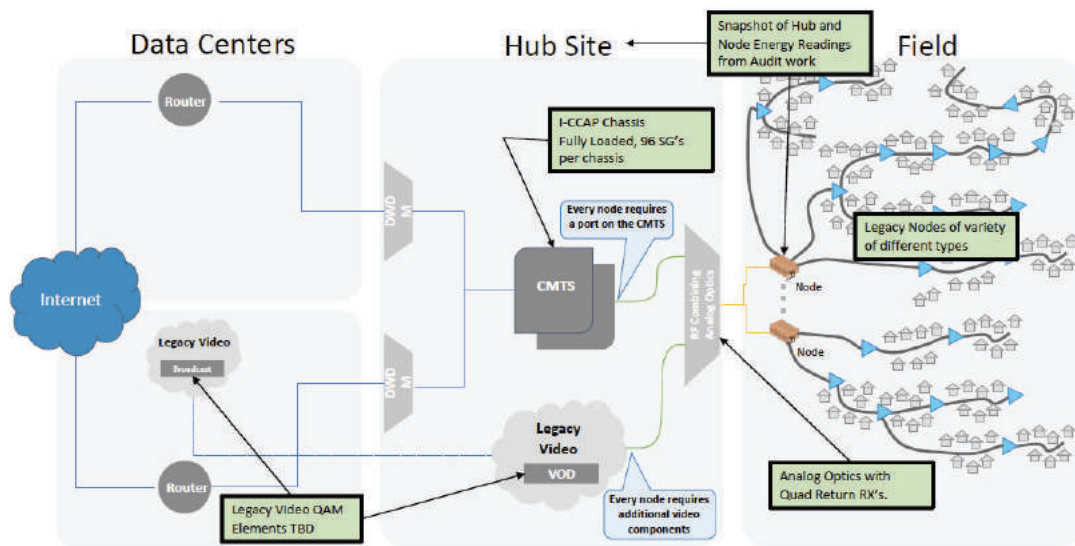 Data Centers
Hub Site
Field
Snapshot of Hub and
Node Energy Readings
from Audit work
Router
I-CCAP Chassis
Fully Loaded, 96 SG's
per chassis
DWD
M
Every node requires
a port on the CMTS
Legacy Nodes of variety
of different types
Internet
CMTS
RF Combining
Analog Optics
Node
Node
Legacy Video
Broadcast
DWD
M
Legacy
Video
VOD
Router
Legacy Video QAM
Elements TBD
Every node requires
additional video
components
Analog Optics with
Quad Return RX's.